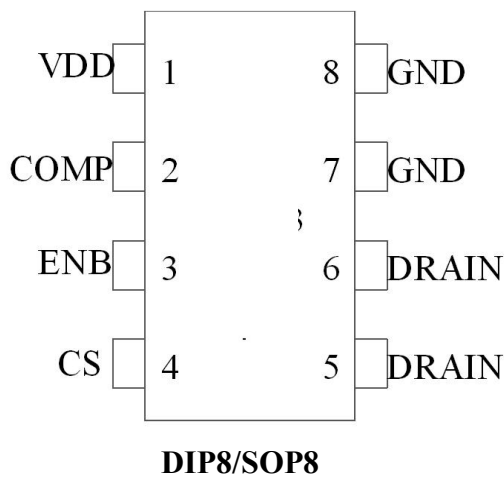 VDD 1 8 GND
COMP 2 7 GND
ENB 3 6 DRAIN
CS 4 5 DRAIN
DIP8/SOP8